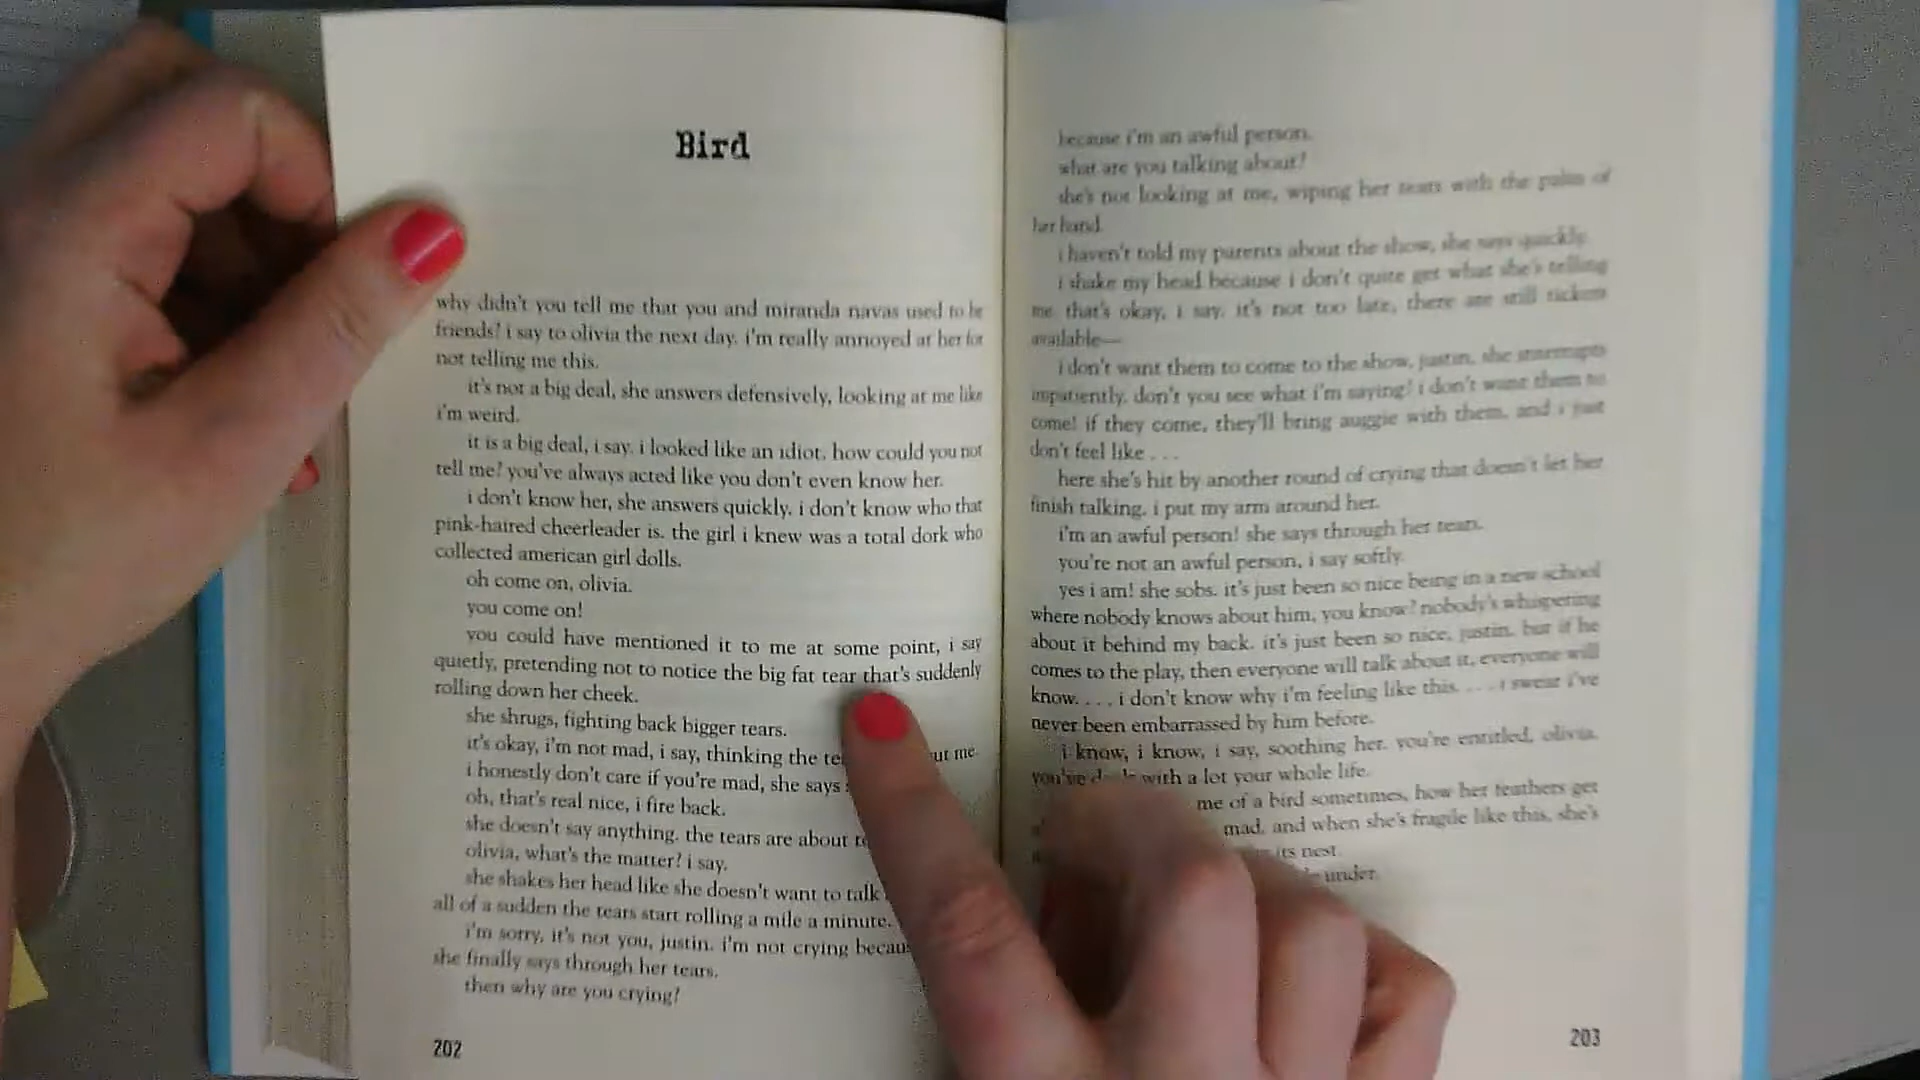 Bird
why didn't you tell me that you and miranda navas used to be
friends? i say to olivia the next day. i'm really annoyed at her for
not telling me this.
it's not a big deal, she answers defensively, looking at me like
i'm weird.
it is a big deal, i say. i looked like an idiot. how could you not
tell me? you've always acted like you don't even know her.
i don't know her, she answers quickly. i don't know who that
pink-haired cheerleader is. the girl i knew was a total dork who
collected american girl dolls.
oh come on, olivia.
you come on!
you could have mentioned it to me at some point, i say
quietly, pretending not to notice the big fat tear that's suddenly
rolling down her cheek.
she shrugs, fighting back bigger tears.
it's okay, i'm not mad, i say, thinking the me.
i honestly don't care if you're mad, she says
oh, that's real nice, i fire back.
she doesn't say anything. the tears are about
olivia, what's the matter? i say.
she shakes her head like she doesn't want to talk
all of a sudden the tears start rolling a mile a minute.
i'm sorry, it's not you, justin. i'm not crying
she finally says through her tears.
then why are you crying?
202
because i'm an awful person.
what are you talking about?
she's not looking at me, wiping her tears with the palm of
her hand.
i haven't told my parents about the show, she says quickly.
i shake my head because i don't quite get what she's telling
me. that's okay, i say. it's not too late, there are still tickets
available—
i don't want them to come to the show, justin, she interrupts
impatiently. don't you see what i'm saying? i don't want them to
come! if they come, they'll bring auggie with them, and i just
don't feel like . . .
here she's hit by another round of crying that doesn't let her
finish talking. i put my arm around her.
i'm an awful person! she says through her tears.
you're not an awful person, i say softly.
yes i am! she sobs. it's just been so nice being in a new school
where nobody knows about him, you know? nobody's whispering
about it behind my back. it's just been so nice, justin. but if he
comes to the play, then everyone will talk about it, everyone will
know. . . . i don't know why i'm feeling like this. . . . i swear i've
never been embarrassed by him before.
i know, i know, i say, soothing her. you're entitled, olivia.
you've with a lot your whole life.
me of a bird sometimes, how her feathers get
mad. and when she's fragile like this, she's
its nest.
under.
203